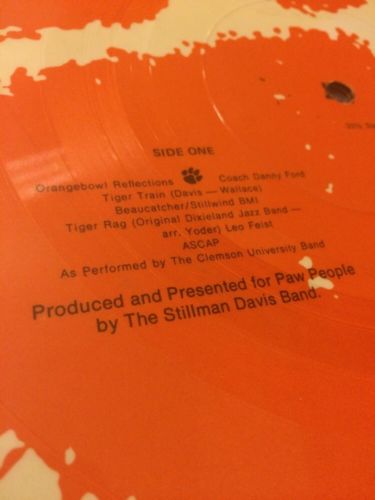 SIDE ONE
Orangebowl Reflections Coach Danny Ford
Tiger Train (Davis — Wallace)
Beaucatcher/Stillwind BMI
Tiger Rag (Original Dixieland Jazz Band —
arr. Yoder) Leo Feist
ASCAP
As Performed by The Clemson University Band
Produced and Presented for Paw People
by The Stillman Davis Band.